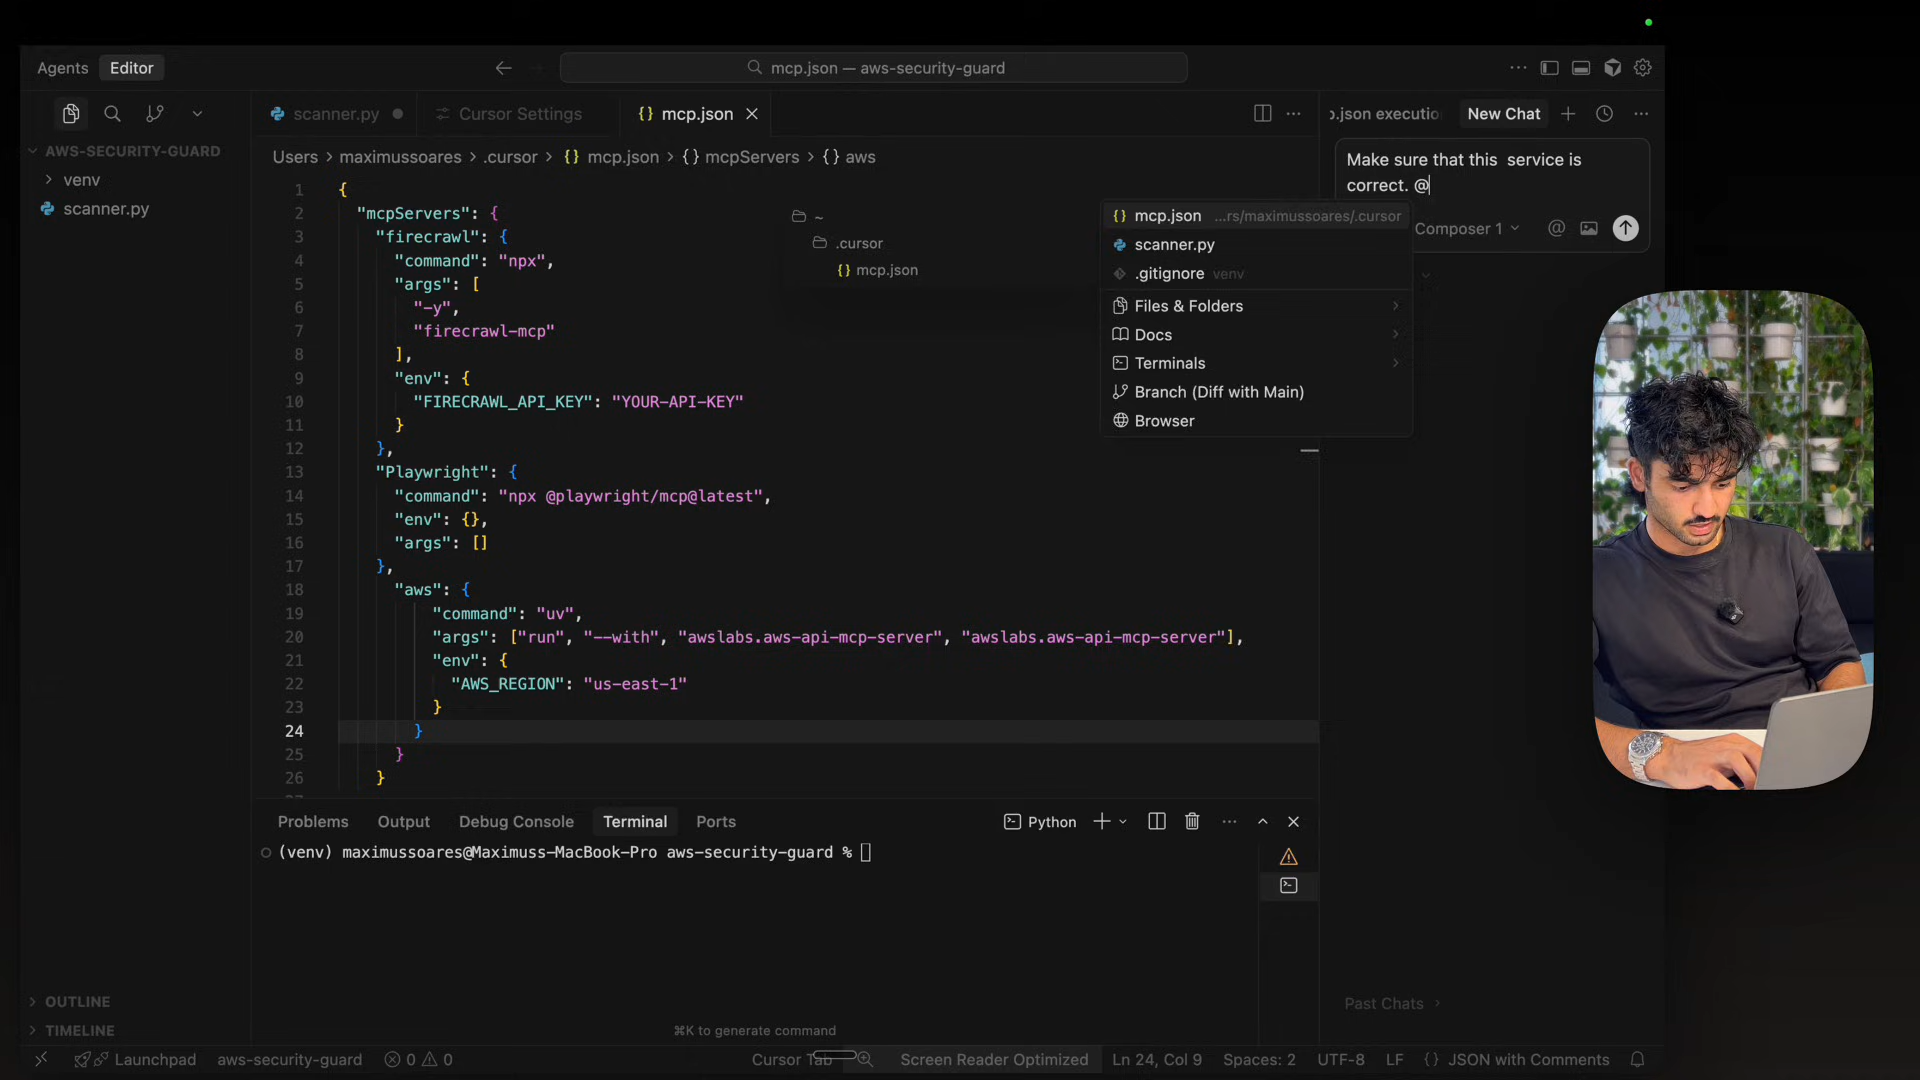 Agents Editor
mcp.json — aws-security-guard
scanner.py Cursor Settings {} mcp.json
.json executio New Chat
AWS-SECURITY-GUARD
venv
scanner.py
Users > maximussoares > .cursor > {} mcp.json > {} mcpServers > {} aws
1 {
2 "mcpServers": {
3 "firecrawl": {
4 "command": "npx",
5 "args": [
6 "-y",
7 "firecrawl-mcp"
8 ],
9 "env": {
10 "FIRECRAWL_API_KEY": "YOUR-API-KEY"
11 }
12 },
13 "Playwright": {
14 "command": "npx @playwright/mcp@latest",
15 "env": {},
16 "args": []
17 },
18 "aws": {
19 "command": "uv",
20 "args": ["run", "--with", "awslabs.aws-api-mcp-server", "awslabs.aws-api-mcp-server"],
21 "env": {
22 "AWS_REGION": "us-east-1"
23 }
24 }
25 }
26 }
~
.cursor
{} mcp.json
Make sure that this service is
correct. @
Composer 1 @
{} mcp.json ...rs/maximussoares/.cursor
scanner.py
.gitignore venv
Files & Folders
Docs
Terminals
Branch (Diff with Main)
Browser
Problems Output Debug Console Terminal Ports
Python
(venv) maximussoares@Maximuss-MacBook-Pro aws-security-guard %
⌘K to generate command
Past Chats
OUTLINE
TIMELINE
Launchpad aws-security-guard 0 0 Cursor Tab Screen Reader Optimized Ln 24, Col 9 Spaces: 2 UTF-8 LF {} JSON with Comments